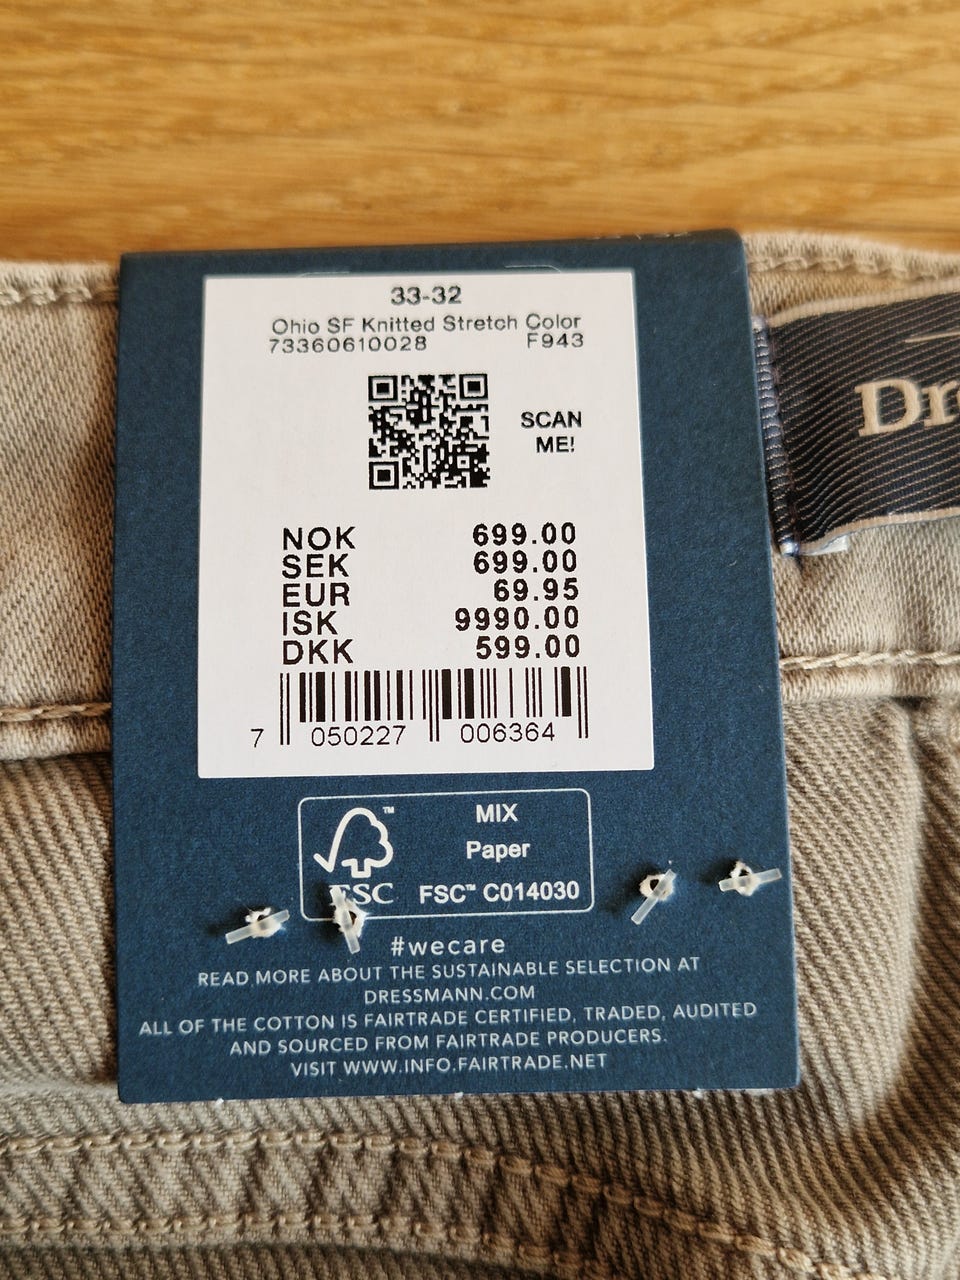 33-32
Ohio SF Knitted Stretch Color
73360610028 F943
SCAN
ME!
NOK 699.00
SEK 699.00
EUR 69.95
ISK 9990.00
DKK 599.00
7 050227 006364
MIX
Paper
FSC™ C014030
FSC
#wecare
READ MORE ABOUT THE SUSTAINABLE SELECTION AT
DRESSMANN.COM
ALL OF THE COTTON IS FAIRTRADE CERTIFIED, TRADED, AUDITED
AND SOURCED FROM FAIRTRADE PRODUCERS.
VISIT WWW.INFO.FAIRTRADE.NET